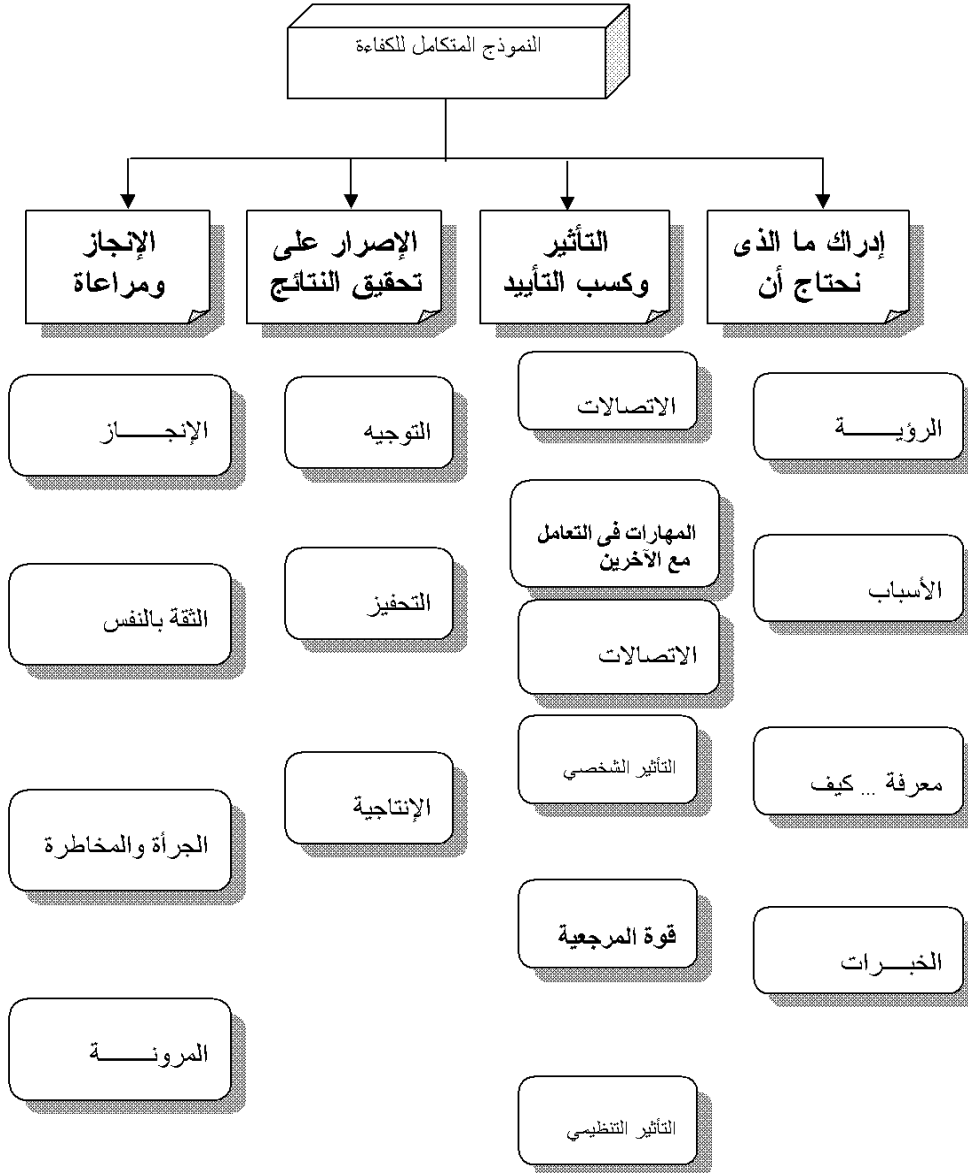 النموذج المتكامل للكفاءة
إدراك ما الذى
نحتاج أن
التأثير
وكسب التأييد
الإصرار على
تحقيق النتائج
الإنجاز
ومراعاة
الرؤيــــــة
الأسباب
معرفة ... كيف
الخبـــرات
الاتصالات
المهارات فى التعامل
مع الآخرين
الاتصالات
التأثير الشخصي
قوة المرجعية
التأثير التنظيمي
التوجيه
التحفيز
الإنتاجية
الإنجـــــاز
الثقة بالنفس
الجرأة والمخاطرة
المرونـــــــة